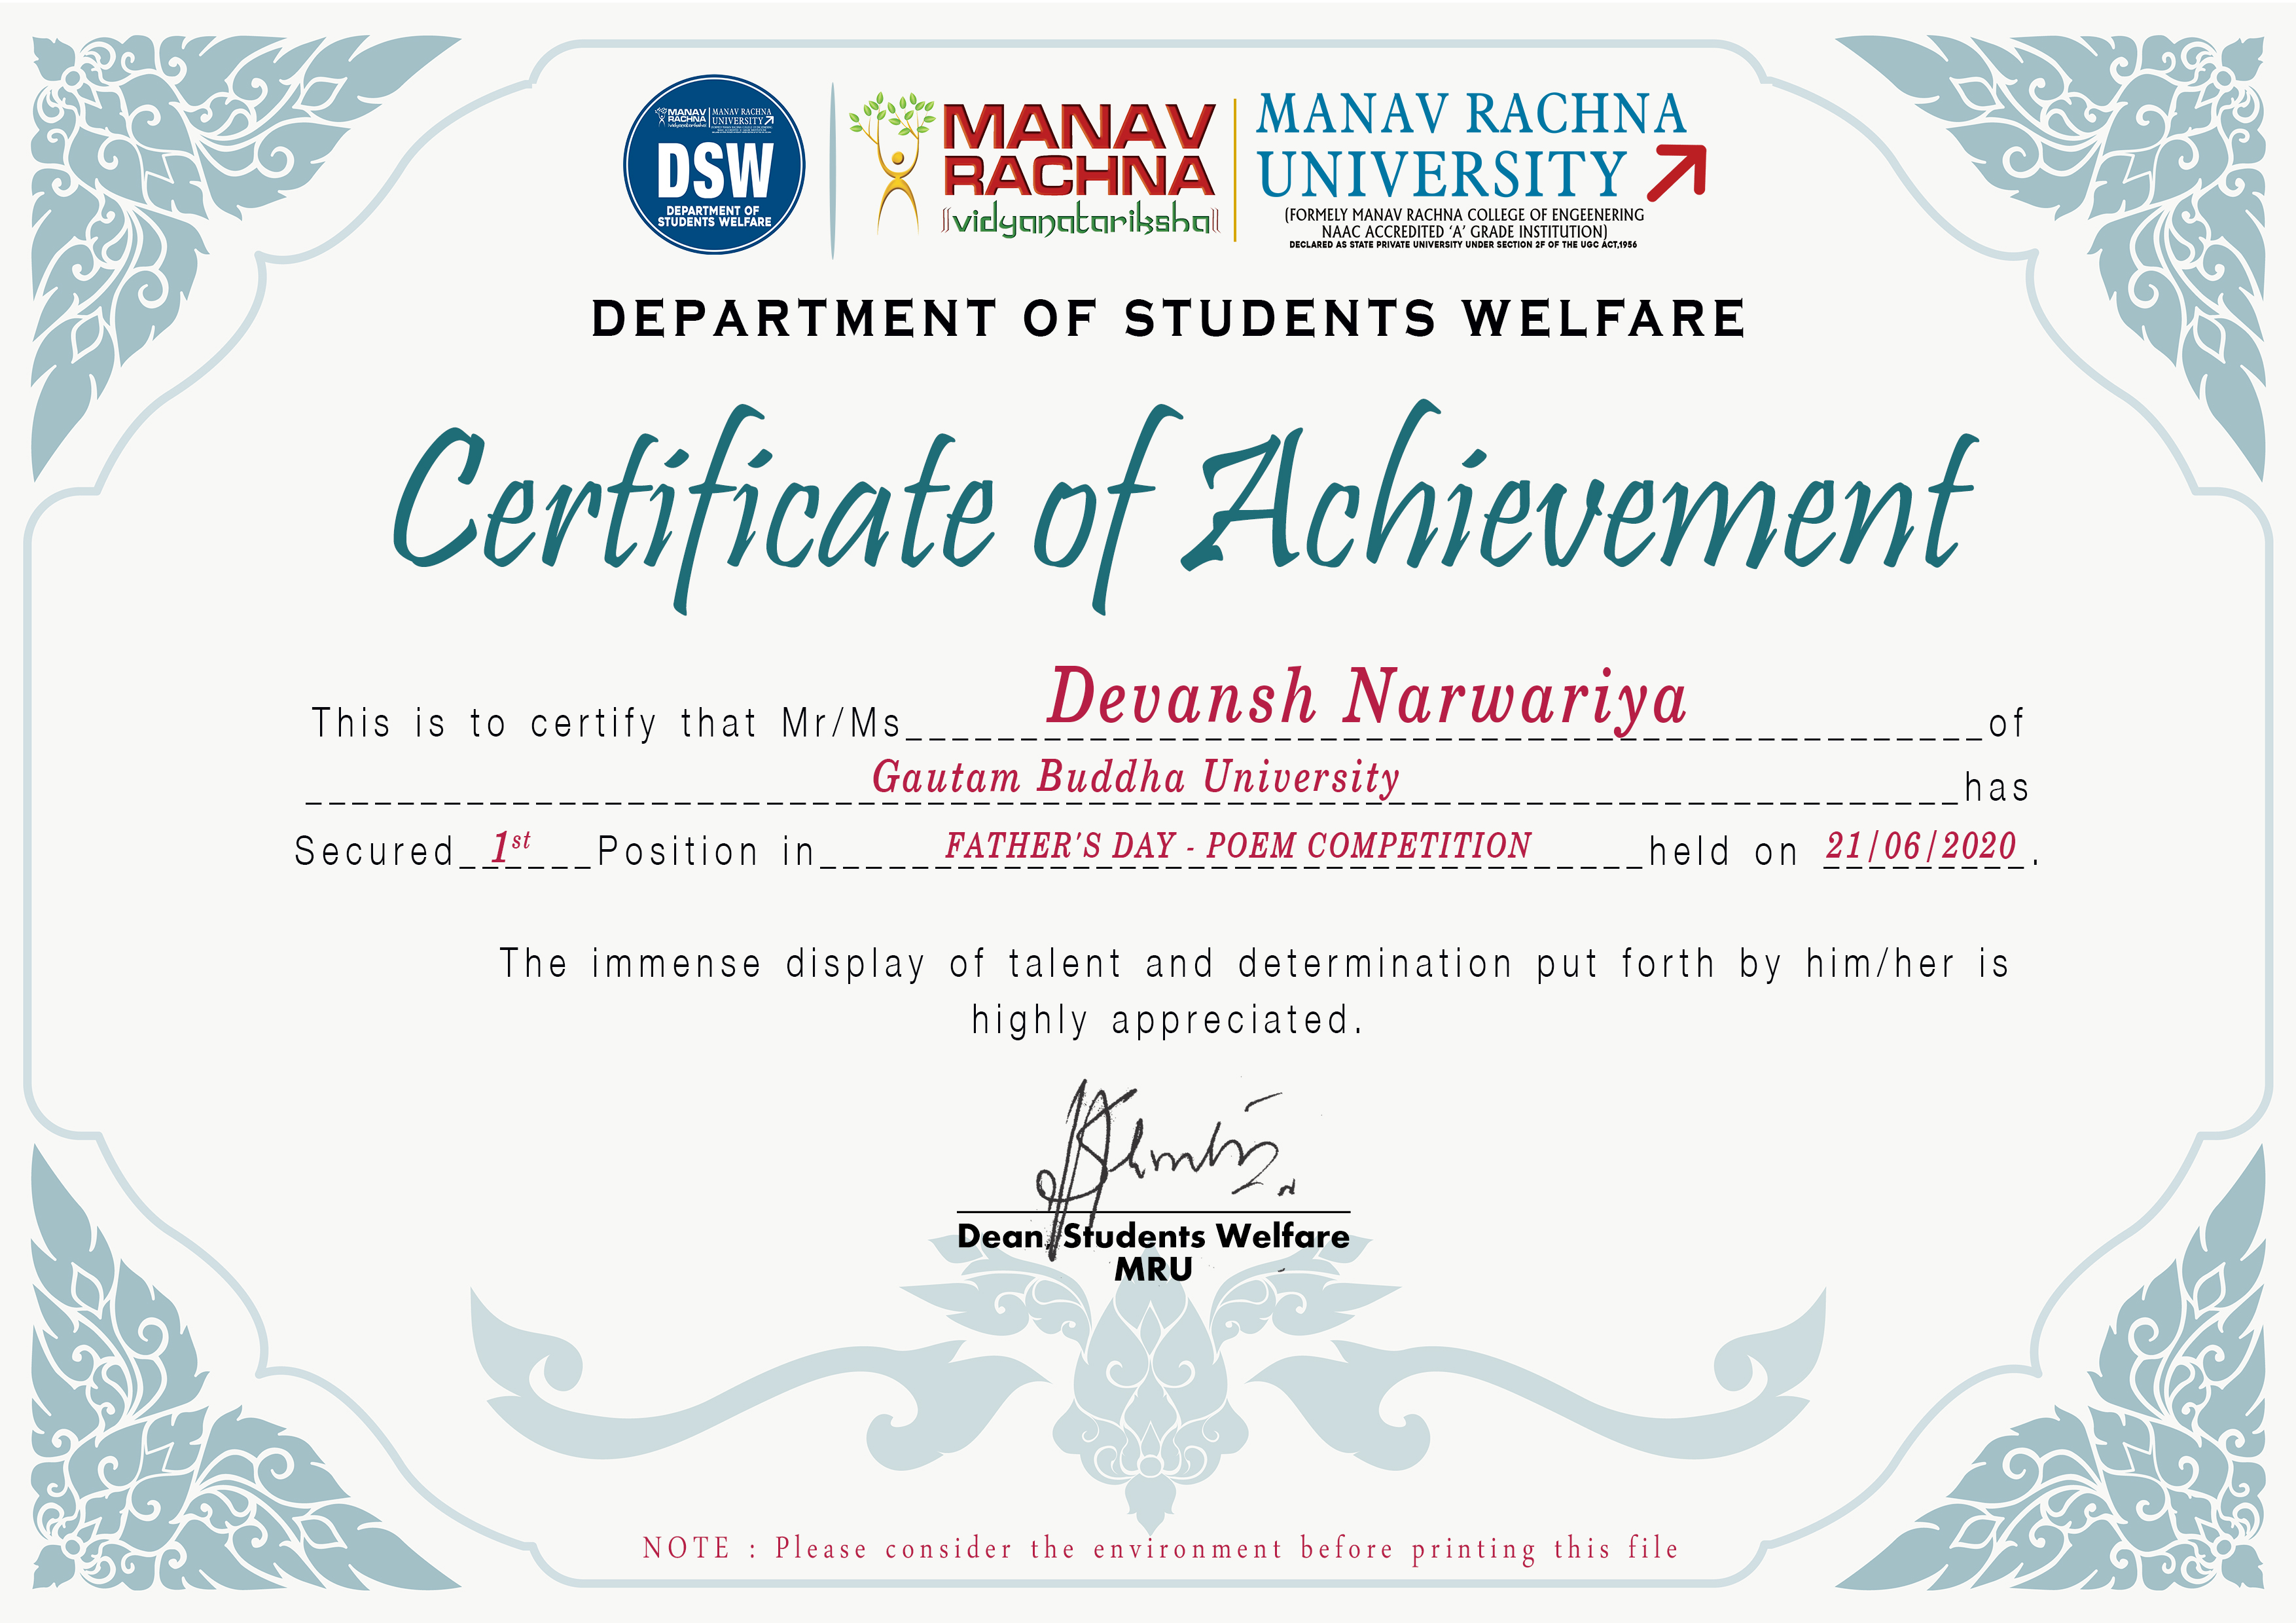 MANAV RACHNA
MANAV RACHNA UNIVERSITY
DSW
DEPARTMENT OF
STUDENTS WELFARE
MANAV
RACHNA
vidyanatariksha
MANAV RACHNA
UNIVERSITY
(FORMELY MANAV RACHNA COLLEGE OF ENGEENERING
NAAC ACCREDITED ‘A’ GRADE INSTITUTION)
DECLARED AS STATE PRIVATE UNIVERSITY UNDER SECTION 2F OF THE UGC ACT,1956
DEPARTMENT OF STUDENTS WELFARE
Certificate of Achievement
This is to certify that Mr/Ms Devansh Narwariya of
Gautam Buddha University has
Secured 1st Position in FATHER'S DAY - POEM COMPETITION held on 21/06/2020.
The immense display of talent and determination put forth by him/her is
highly appreciated.
Dean, Students Welfare
MRU
NOTE : Please consider the environment before printing this file